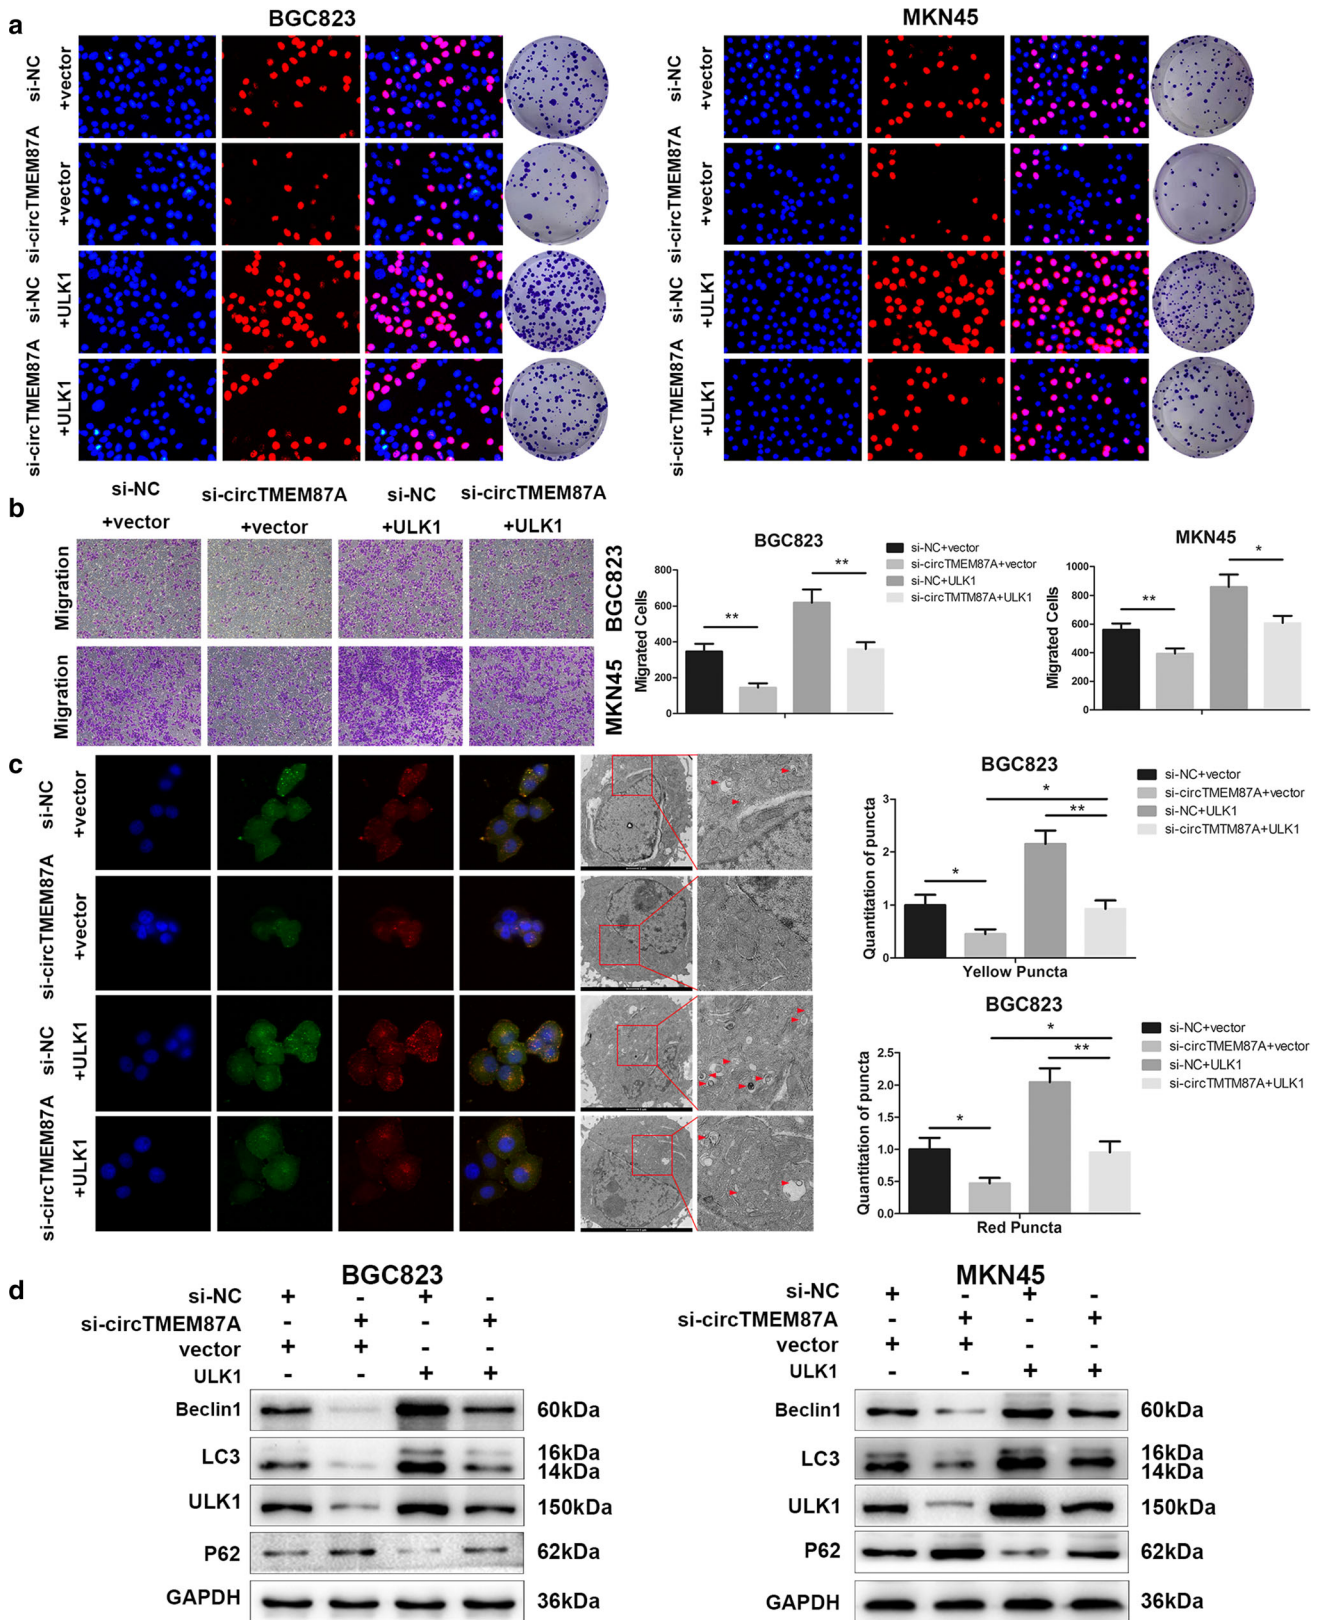 a
BGC823
MKN45
si-NC
+vector
si-circTMEM87A
+vector
si-NC
+ULK1
si-circTMEM87A
+ULK1
si-NC
+vector
si-circTMEM87A
+vector
si-NC
+ULK1
si-circTMEM87A
+ULK1
b
si-NC
+vector
si-circTMEM87A
+vector
si-NC
+ULK1
si-circTMEM87A
+ULK1
Migration
Migration
BGC823
MKN45
BGC823
Migrated Cells
800
600
400
200
0
**
**
si-NC+vector
si-circTMEM87A+vector
si-NC+ULK1
si-circTMTM87A+ULK1
MKN45
Migrated Cells
1000
800
600
400
200
0
**
*
c
si-NC
+vector
si-circTMEM87A
+vector
si-NC
+ULK1
si-circTMEM87A
+ULK1
BGC823
Quantitation of puncta
3
2
1
0
*
*
**
Yellow Puncta
si-NC+vector
si-circTMEM87A+vector
si-NC+ULK1
si-circTMTM87A+ULK1
BGC823
Quantitation of puncta
2.5
2.0
1.5
1.0
0.5
0.0
*
*
**
Red Puncta
si-NC+vector
si-circTMEM87A+vector
si-NC+ULK1
si-circTMTM87A+ULK1
d
BGC823
si-NC + - + -
si-circTMEM87A - + - +
vector + + - -
ULK1 - - + +
Beclin1 60kDa
LC3 16kDa
14kDa
ULK1 150kDa
P62 62kDa
GAPDH 36kDa
MKN45
si-NC + - + -
si-circTMEM87A - + - +
vector + + - -
ULK1 - - + +
Beclin1 60kDa
LC3 16kDa
14kDa
ULK1 150kDa
P62 62kDa
GAPDH 36kDa